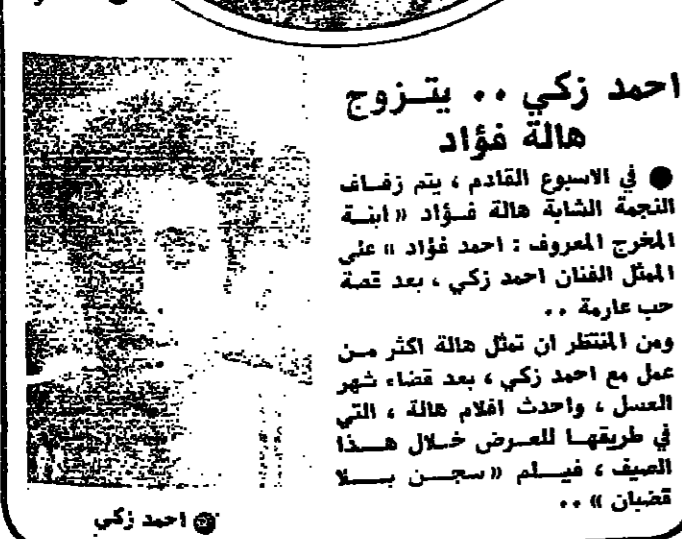 احمد زكي .. يتزوج
هالة فؤاد
● في الاسبوع القادم ، يتم زفاف
النجمة الشابة هالة فؤاد « ابنة
المخرج المعروف : احمد فؤاد » على
الممثل الفنان احمد زكي ، بعد قصة
حب عارمة ..
ومن المنتظر ان تمثل هالة اكثر من
عمل مع احمد زكي ، بعد قضاء شهر
العسل ، واحدث افلام هالة ، التي
في طريقها للعرض خلال هذا
الصيف ، فيلم « سجن بلا
قضبان » ..
● احمد زكي